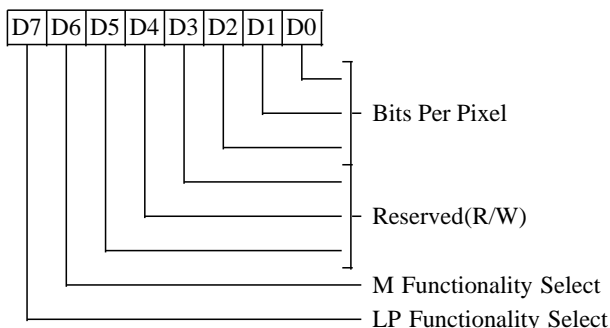 D7 D6 D5 D4 D3 D2 D1 D0
Bits Per Pixel
Reserved(R/W)
M Functionality Select
LP Functionality Select